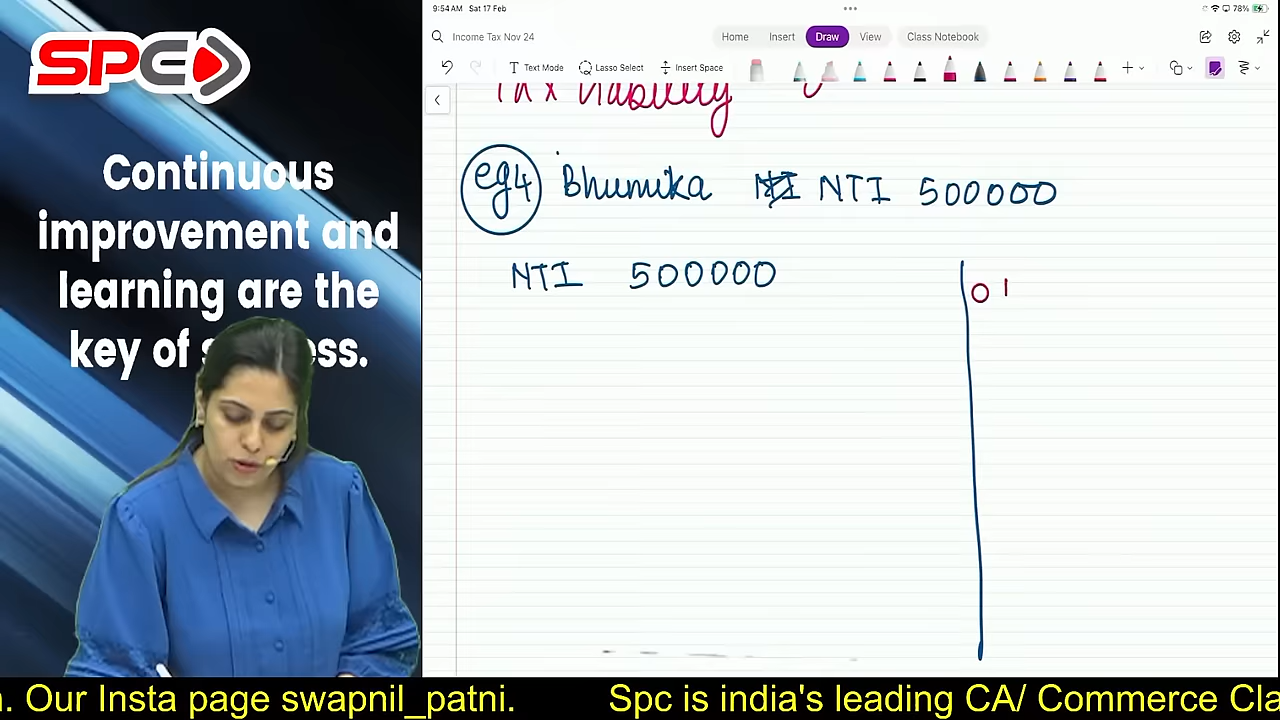 9:54 AM Sat 17 Feb
78%
SPC
Income Tax Nov 24
Home Insert Draw View Class Notebook
Text Mode Lasso Select Insert Space
Continuous
improvement and
learning are the
key of
Tax Liability
eg4 Bhumika NTI 500000
NTI 500000
0 1
n. Our Insta page swapnil_patni. Spc is india's leading CA/ Commerce Cla